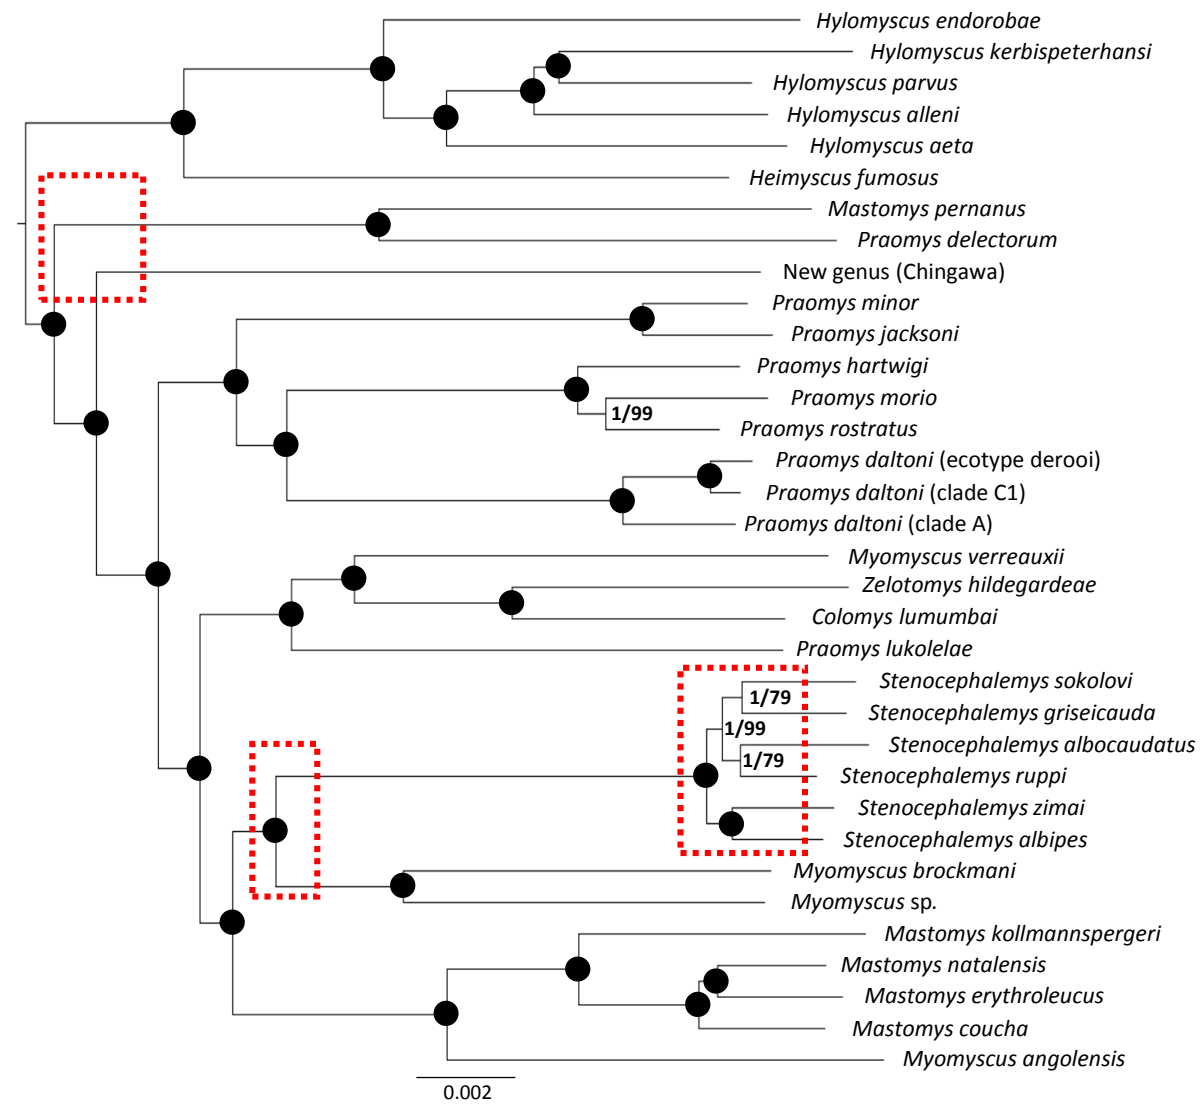 Hylomyscus endorobae
Hylomyscus kerbispeterhansi
Hylomyscus parvus
Hylomyscus alleni
Hylomyscus aeta
Heimyscus fumosus
Mastomys pernanus
Praomys delectorum
New genus (Chingawa)
Praomys minor
Praomys jacksoni
Praomys hartwigi
Praomys morio
1/99
Praomys rostratus
Praomys daltoni (ecotype derooi)
Praomys daltoni (clade C1)
Praomys daltoni (clade A)
Myomyscus verreauxii
Zelotomys hildegardeae
Colomys lumumbai
Praomys lukolelae
Stenocephalemys sokolovi
1/79
Stenocephalemys griseicauda
1/99
Stenocephalemys albocaudatus
1/79
Stenocephalemys ruppi
Stenocephalemys zimai
Stenocephalemys albipes
Myomyscus brockmani
Myomyscus sp.
Mastomys kollmannspergeri
Mastomys natalensis
Mastomys erythroleucus
Mastomys coucha
Myomyscus angolensis
0.002